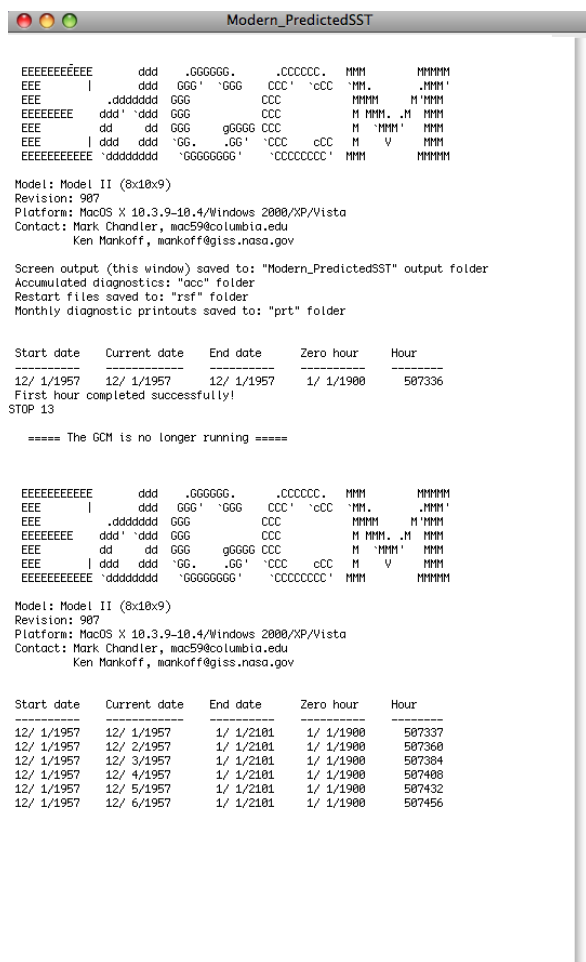 Modern_PredictedSST
EEEEEEEEEEE       ddd    .GGGGGG.      .CCCCCC.   MMM        MMMMM
EEE       |       ddd   GGG' `GGG    CCC' `cCC   `MM.       .MMM'
EEE          .ddddddd  GGG          CCC           MMMM     M'MMM
EEEEEEEE    ddd' `ddd  GGG          CCC           M MMM. .M  MMM
EEE         dd     dd  GGG    gGGGG CCC           M  `MMM'   MMM
EEE       | ddd   ddd  `GG.   .GG'  `CCC    cCC   M    V     MMM
EEEEEEEEEEE `dddddddd   `GGGGGGGG'   `CCCCCCCC'  MMM        MMMMM
Model: Model II (8x10x9)
Revision: 907
Platform: MacOS X 10.3.9-10.4/Windows 2000/XP/Vista
Contact: Mark Chandler, mac59@columbia.edu
Ken Mankoff, mankoff@giss.nasa.gov
Screen output (this window) saved to: "Modern_PredictedSST" output folder
Accumulated diagnostics: "acc" folder
Restart files saved to: "rsf" folder
Monthly diagnostic printouts saved to: "prt" folder
Start date    Current date    End date    Zero hour    Hour
----------    ------------    ----------    ----------    --------
12/ 1/1957    12/ 1/1957    12/ 1/1957    1/ 1/1900    507336
First hour completed successfully!
STOP 13
===== The GCM is no longer running =====
EEEEEEEEEEE       ddd    .GGGGGG.      .CCCCCC.   MMM        MMMMM
EEE       |       ddd   GGG' `GGG    CCC' `cCC   `MM.       .MMM'
EEE          .ddddddd  GGG          CCC           MMMM     M'MMM
EEEEEEEE    ddd' `ddd  GGG          CCC           M MMM. .M  MMM
EEE         dd     dd  GGG    gGGGG CCC           M  `MMM'   MMM
EEE       | ddd   ddd  `GG.   .GG'  `CCC    cCC   M    V     MMM
EEEEEEEEEEE `dddddddd   `GGGGGGGG'   `CCCCCCCC'  MMM        MMMMM
Model: Model II (8x10x9)
Revision: 907
Platform: MacOS X 10.3.9-10.4/Windows 2000/XP/Vista
Contact: Mark Chandler, mac59@columbia.edu
Ken Mankoff, mankoff@giss.nasa.gov
Start date    Current date    End date    Zero hour    Hour
----------    ------------    ----------    ----------    --------
12/ 1/1957    12/ 1/1957    1/ 1/2101    1/ 1/1900    507337
12/ 1/1957    12/ 2/1957    1/ 1/2101    1/ 1/1900    507360
12/ 1/1957    12/ 3/1957    1/ 1/2101    1/ 1/1900    507384
12/ 1/1957    12/ 4/1957    1/ 1/2101    1/ 1/1900    507408
12/ 1/1957    12/ 5/1957    1/ 1/2101    1/ 1/1900    507432
12/ 1/1957    12/ 6/1957    1/ 1/2101    1/ 1/1900    507456